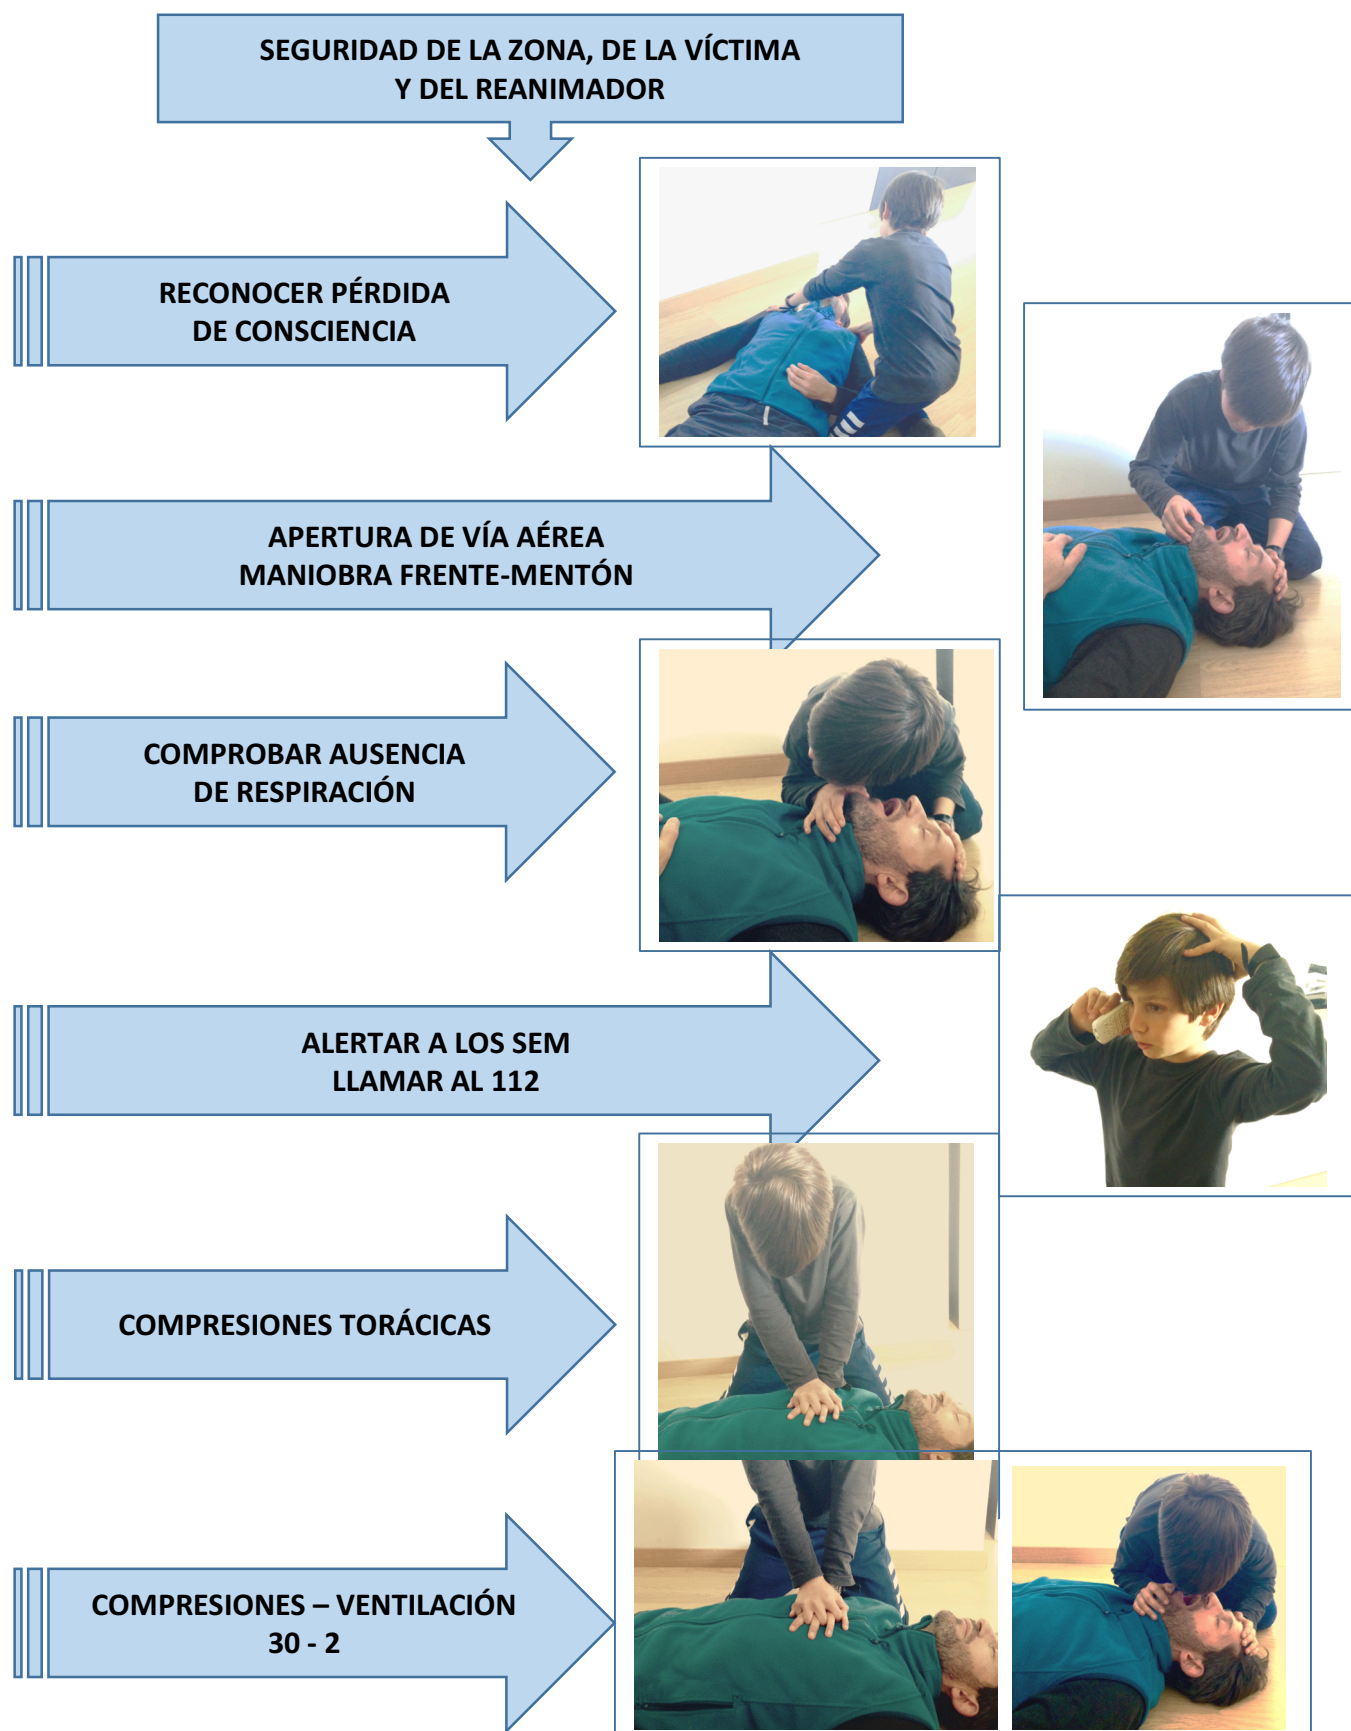 SEGURIDAD DE LA ZONA, DE LA VÍCTIMA
Y DEL REANIMADOR
RECONOCER PÉRDIDA
DE CONSCIENCIA
APERTURA DE VÍA AÉREA
MANIOBRA FRENTE-MENTÓN
COMPROBAR AUSENCIA
DE RESPIRACIÓN
ALERTAR A LOS SEM
LLAMAR AL 112
COMPRESIONES TORÁCICAS
COMPRESIONES – VENTILACIÓN
30 - 2